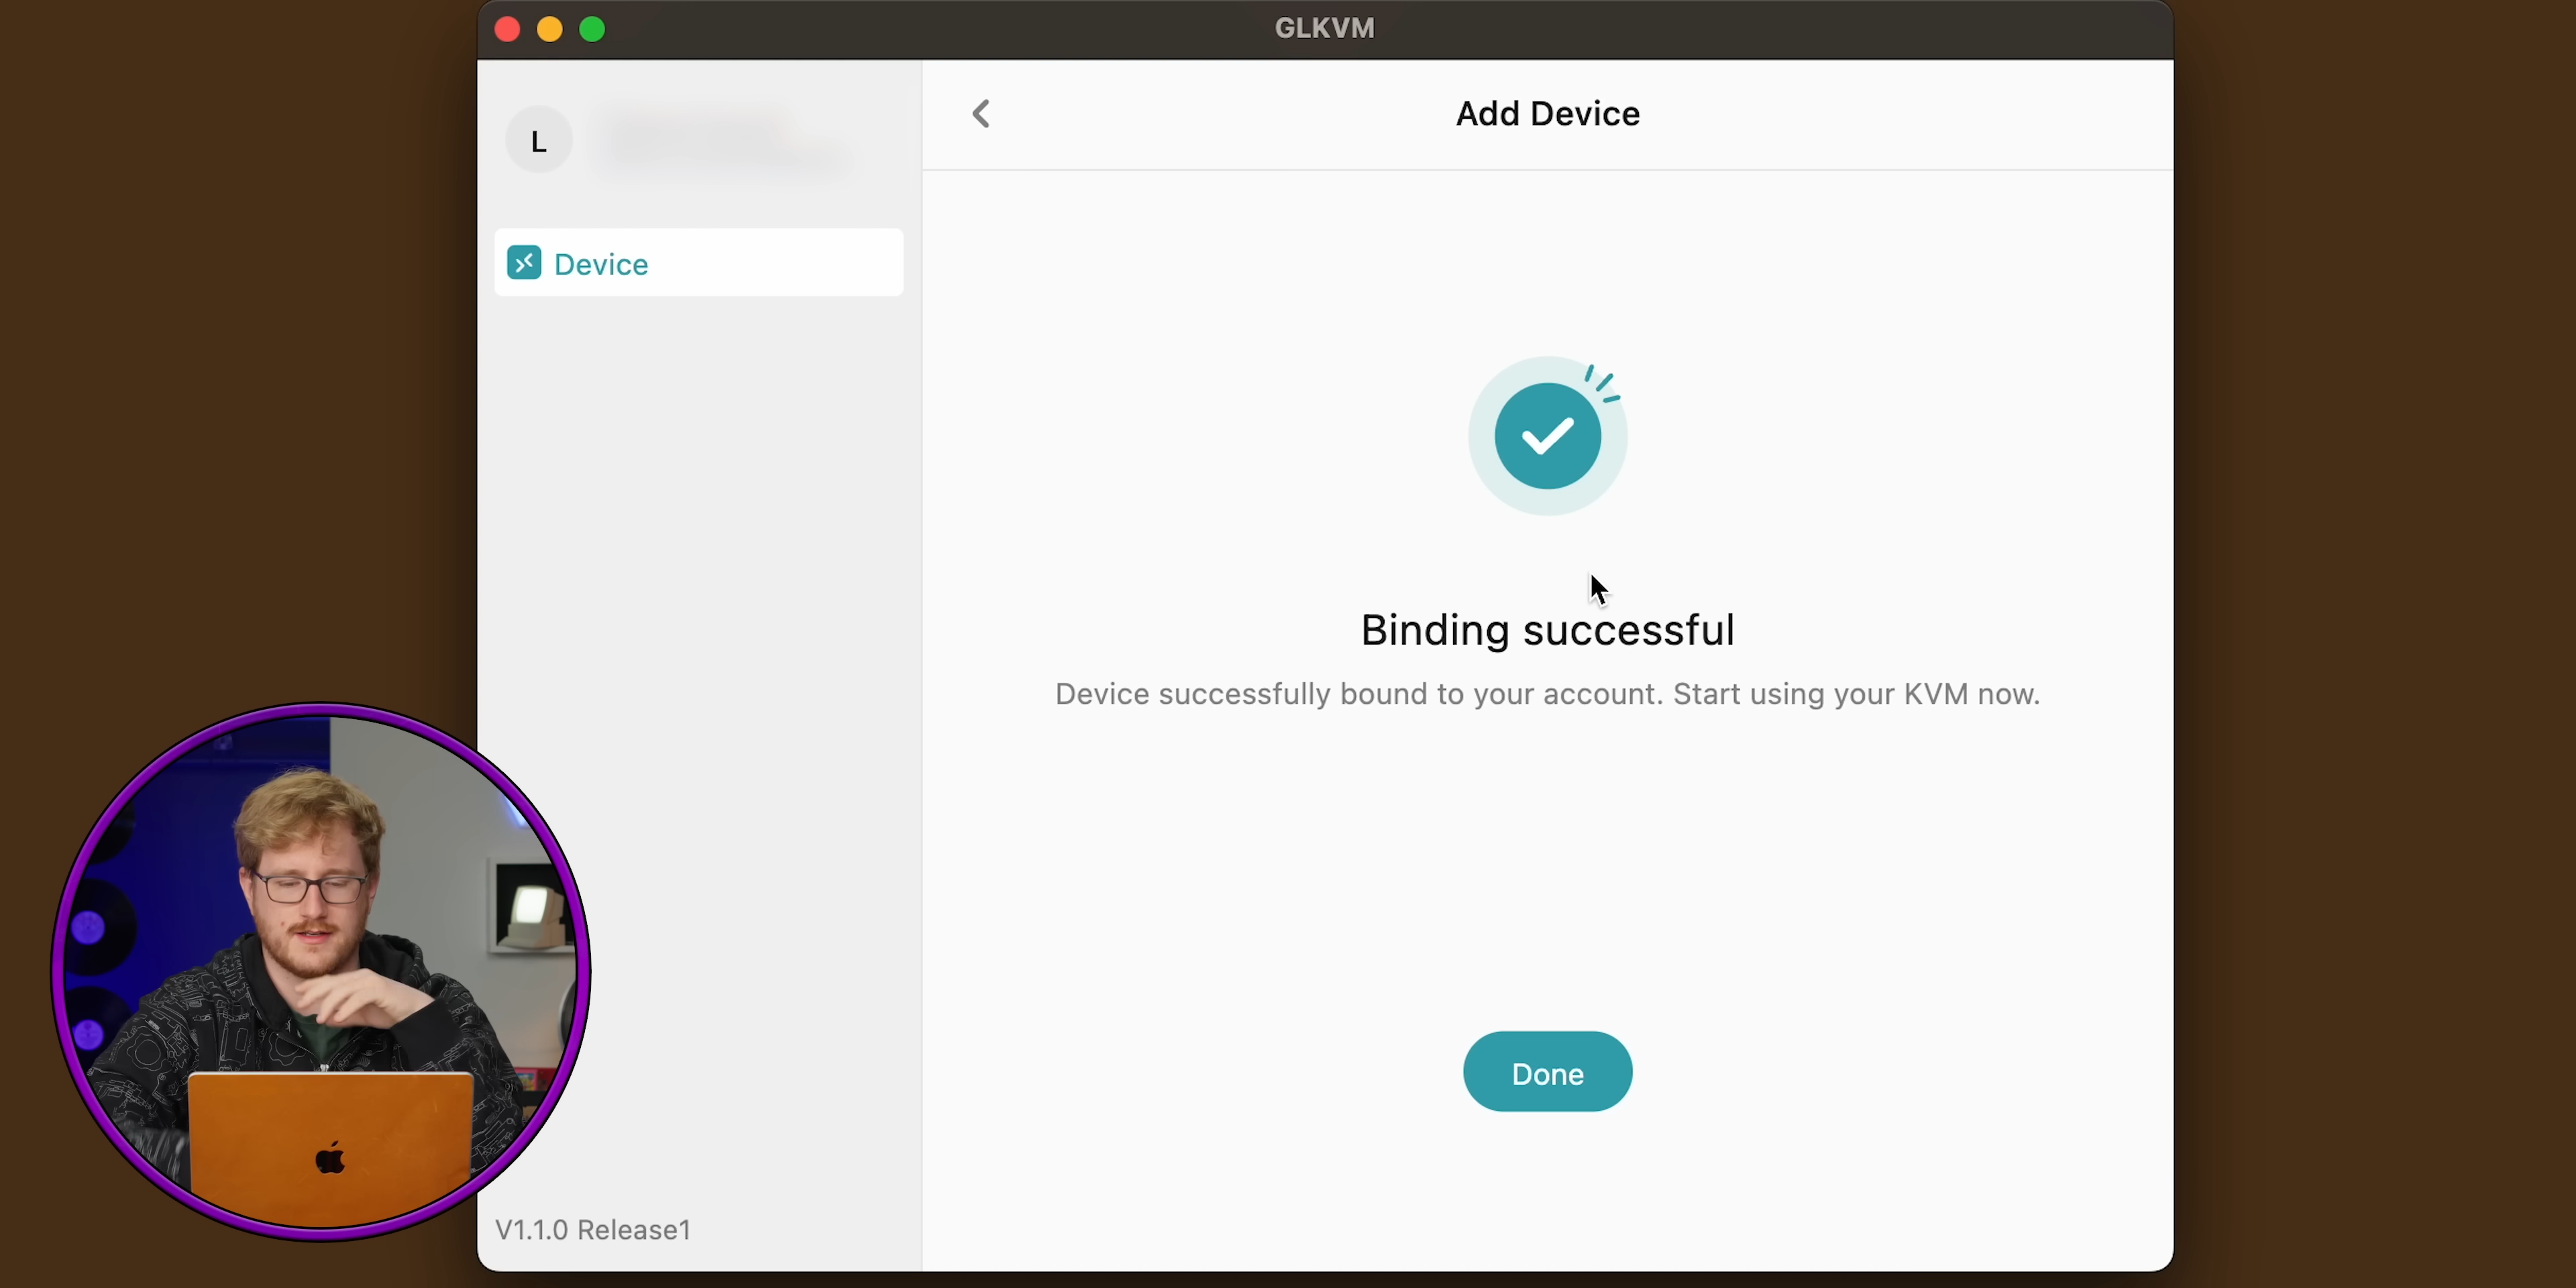 GLKVM
L
Device
Add Device
Binding successful
Device successfully bound to your account. Start using your KVM now.
Done
V1.1.0 Release1